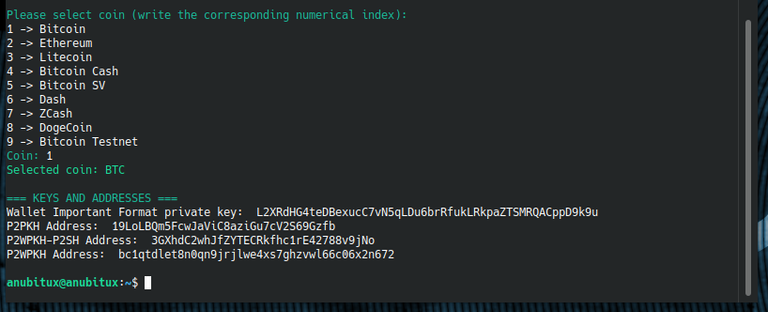 Please select coin (write the corresponding numerical index):
1 -> Bitcoin
2 -> Ethereum
3 -> Litecoin
4 -> Bitcoin Cash
5 -> Bitcoin SV
6 -> Dash
7 -> ZCash
8 -> DogeCoin
9 -> Bitcoin Testnet
Coin: 1
Selected coin: BTC
=== KEYS AND ADDRESSES ===
Wallet Important Format private key: L2XRdHG4teDBexucC7vN5qLDu6brRfukLRkpaZTSMRQACppD9k9u
P2PKH Address: 19LoLBQm5FcwJaViC8aziGu7cV2S69Gzfb
P2WPKH-P2SH Address: 3GXhdC2whJfZYTECRkfhc1rE42788v9jNo
P2WPKH Address: bc1qtdlet8n0qn9jrjlwe4xs7ghzvwl66c06x2n672
anubitux@anubitux:~$